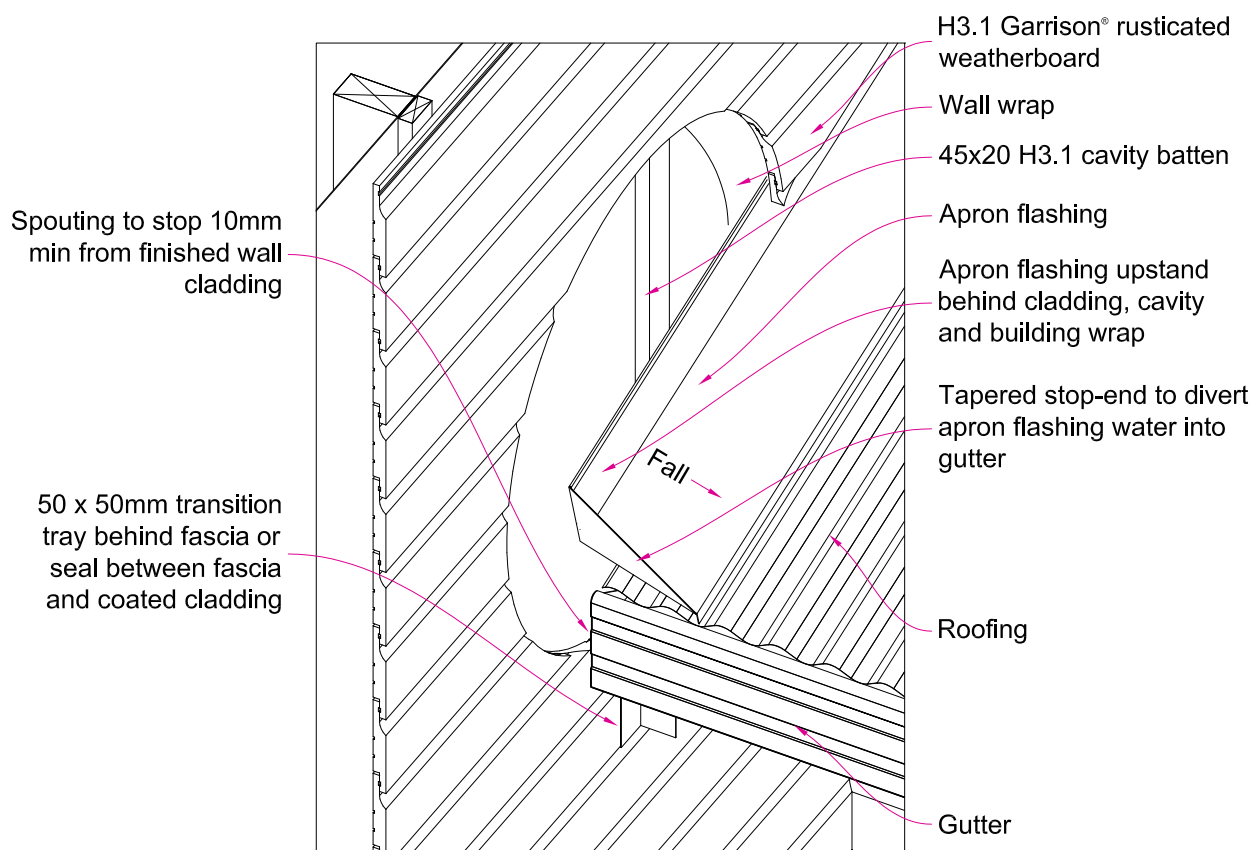 H3.1 Garrison® rusticated
weatherboard
Wall wrap
45x20 H3.1 cavity batten
Apron flashing
Apron flashing upstand
behind cladding, cavity
and building wrap
Tapered stop-end to divert
apron flashing water into
gutter
Roofing
Gutter
Spouting to stop 10mm
min from finished wall
cladding
50 x 50mm transition
tray behind fascia or
seal between fascia
and coated cladding
Fall